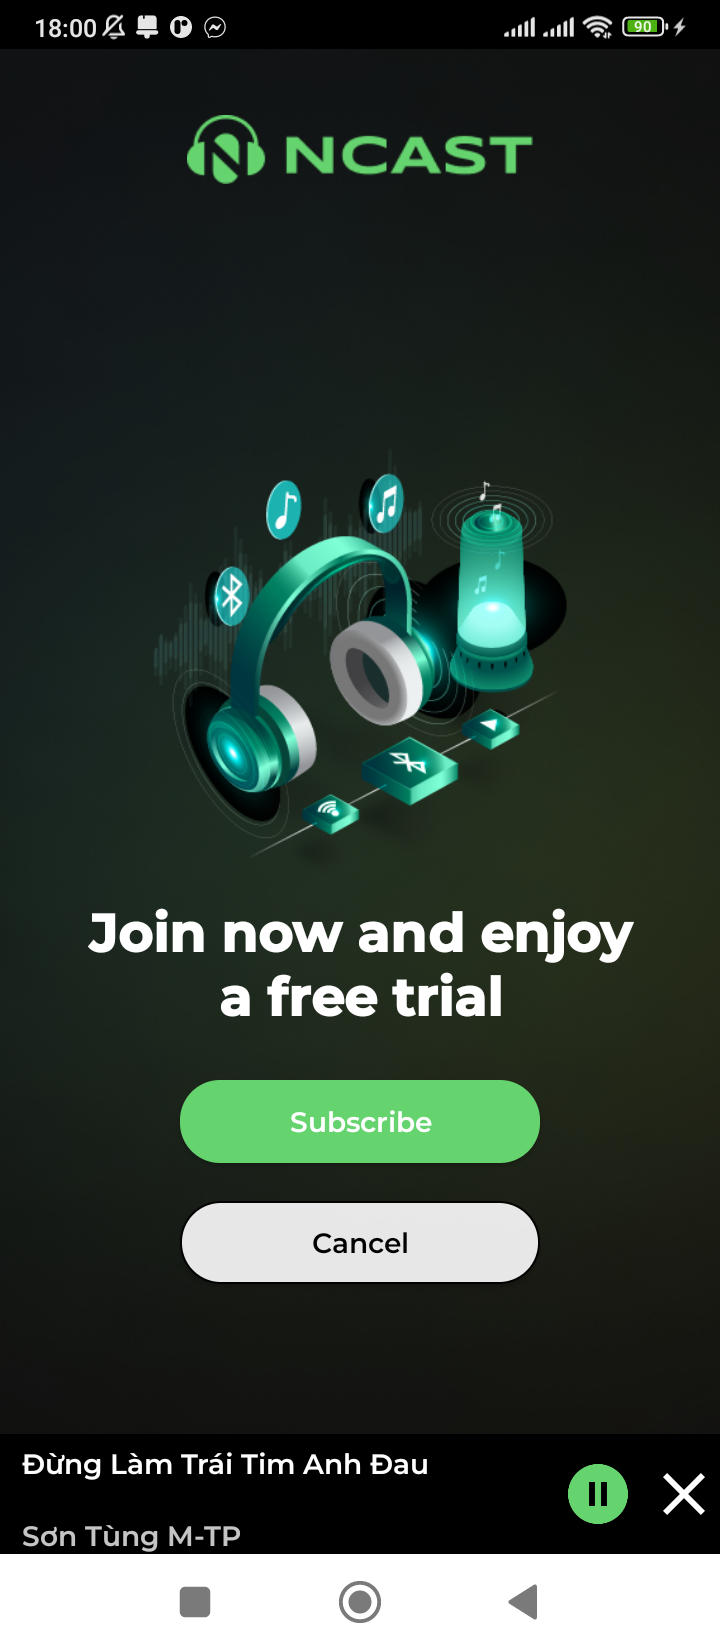 18:00
90
NCAST
Join now and enjoy
a free trial
Subscribe
Cancel
Đừng Làm Trái Tim Anh Đau
Sơn Tùng M-TP